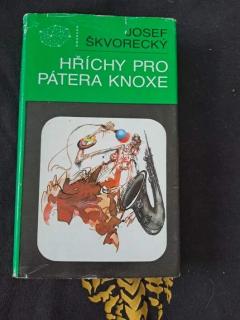 JOSEF
ŠKVORECKÝ
HŘÍCHY PRO
PÁTERA KNOXE